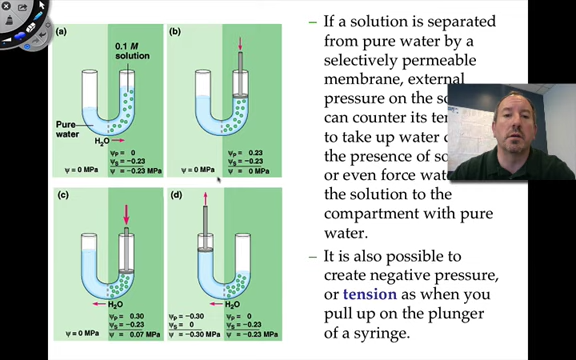 (a)
0.1 M
solution
Pure
water
H₂O
ψP = 0
ψS = −0.23
ψ = 0 MPa
ψ = −0.23 MPa
(b)
ψP = 0.23
ψS = −0.23
ψ = 0 MPa
ψ = 0 MPa
(c)
H₂O
ψP = 0.30
ψS = −0.23
ψ = 0 MPa
ψ = 0.07 MPa
(d)
H₂O
ψP = −0.30
ψS = 0
ψ = −0.30 MPa
ψP = 0
ψS = −0.23
ψ = −0.23 MPa
– If a solution is separated
from pure water by a
selectively permeable
membrane, external
pressure on the
can counter its
to take up water
the presence of
or even force
the solution to the
compartment with pure
water.
– It is also possible to
create negative pressure,
or tension as when you
pull up on the plunger
of a syringe.